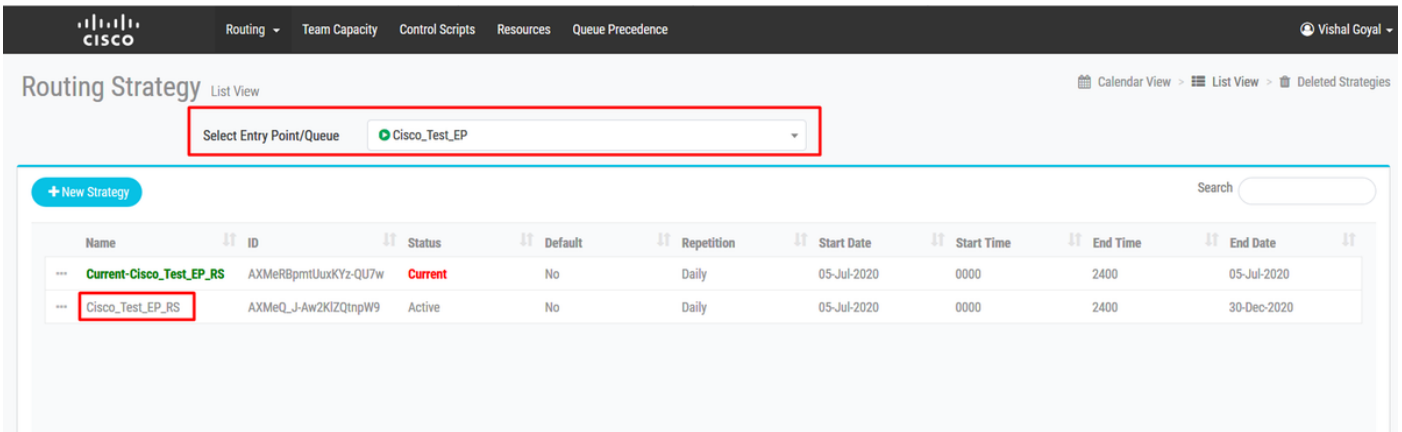 CISCO Routing Team Capacity Control Scripts Resources Queue Precedence Vishal Goyal
Routing Strategy List View Calendar View > List View > Deleted Strategies
Select Entry Point/Queue Cisco_Test_EP
+ New Strategy Search
Name ID Status Default Repetition Start Date Start Time End Time End Date
··· Current-Cisco_Test_EP_RS AXMeRBpmtUuxKYz-QU7w Current No Daily 05-Jul-2020 0000 2400 05-Jul-2020
··· Cisco_Test_EP_RS AXMeQ_J-Aw2KlZQtnpW9 Active No Daily 05-Jul-2020 0000 2400 30-Dec-2020